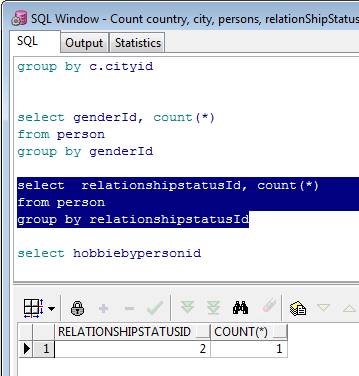 SQL Window - Count country, city, persons, relationShipStatus
SQL Output Statistics
group by c.cityid
select genderId, count(*)
from person
group by genderId
select  relationshipstatusId, count(*)
from person
group by relationshipstatusId
select hobbiebypersonid
RELATIONSHIPSTATUSID COUNT(*)
1 2 1